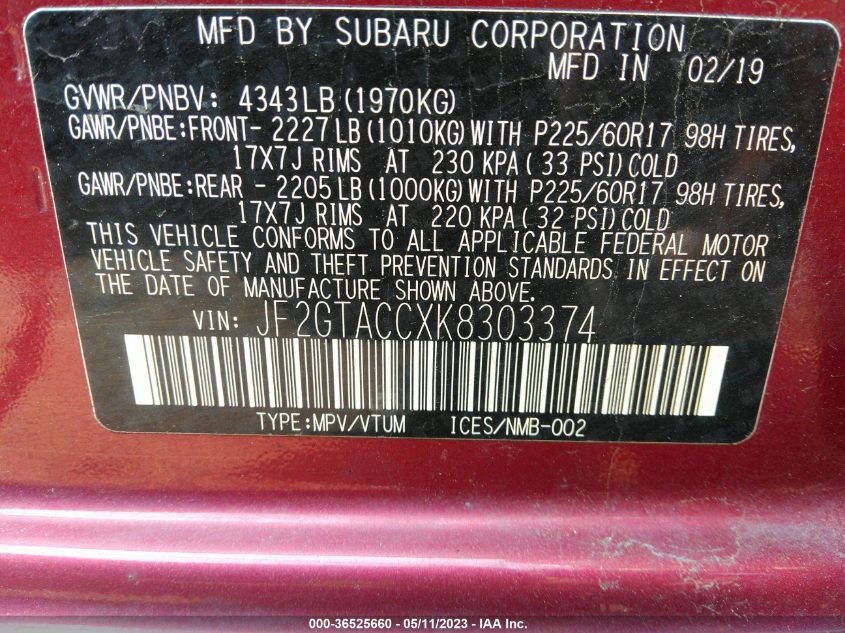 MFD BY SUBARU CORPORATION
MFD IN 02/19
GVWR/PNBV: 4343LB (1970KG)
GAWR/PNBE:FRONT- 2227 LB (1010KG) WITH P225/60R17 98H TIRES,
17X7J RIMS AT 230 KPA ( 33 PSI) COLD
GAWR/PNBE:REAR - 2205 LB (1000KG) WITH P225/60R17 98H TIRES,
17X7J RIMS AT 220 KPA ( 32 PSI) COLD
THIS VEHICLE CONFORMS TO ALL APPLICABLE FEDERAL MOTOR
VEHICLE SAFETY AND THEFT PREVENTION STANDARDS IN EFFECT ON
THE DATE OF MANUFACTURE SHOWN ABOVE.
VIN: JF2GTACCXK8303374
TYPE:MPV/VTUM ICES/NMB-002
000-36525660 - 05/11/2023 - IAA Inc.